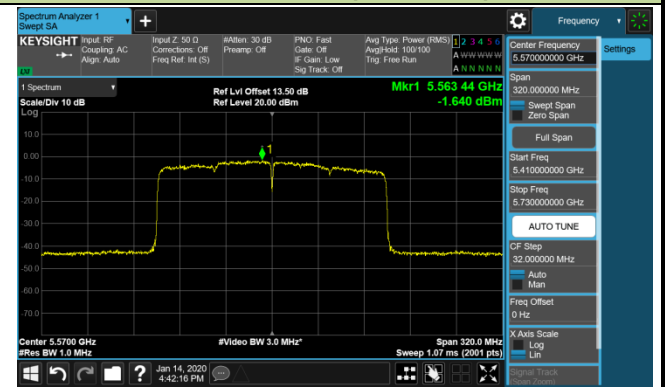 Spectrum Analyzer 1
Swept SA
+
Frequency
KEYSIGHT
Input: RF
Coupling: AC
Align: Auto
Input Z: 50 Ω
Corrections: Off
Freq Ref: Int (S)
#Atten: 30 dB
Preamp: Off
PNO: Fast
Gate: Off
IF Gain: Low
Sig Track: Off
Avg Type: Power (RMS)
Avg|Hold: 100/100
Trig: Free Run
1 2 3 4 5 6
A W W W W W
A N N N N N
LXI
1 Spectrum
Scale/Div 10 dB
Log
Ref Lvl Offset 13.50 dB
Ref Level 20.00 dBm
Mkr1 5.563 44 GHz
-1.640 dBm
10.0
0.00
-10.0
-20.0
-30.0
-40.0
-50.0
-60.0
-70.0
1
Center 5.5700 GHz
#Res BW 1.0 MHz
#Video BW 3.0 MHz*
Span 320.0 MHz
Sweep 1.07 ms (2001 pts)
Center Frequency
5.570000000 GHz
Settings
Span
320.000000 MHz
Swept Span
Zero Span
Full Span
Start Freq
5.410000000 GHz
Stop Freq
5.730000000 GHz
AUTO TUNE
CF Step
32.000000 MHz
Auto
Man
Freq Offset
0 Hz
X Axis Scale
Log
Lin
Signal Track
(Span Zoom)
?
Jan 14, 2020
4:42:16 PM